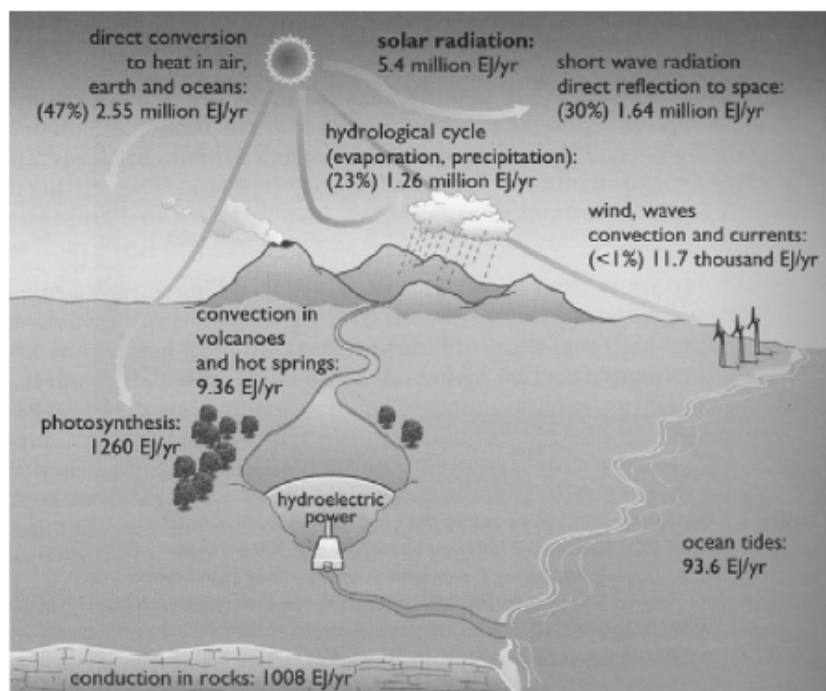 direct conversion
to heat in air,
earth and oceans:
(47%) 2.55 million EJ/yr
solar radiation:
5.4 million EJ/yr
short wave radiation
direct reflection to space:
(30%) 1.64 million EJ/yr
hydrological cycle
(evaporation, precipitation):
(23%) 1.26 million EJ/yr
wind, waves
convection and currents:
(<1%) 11.7 thousand EJ/yr
convection in
volcanoes
and hot springs:
9.36 EJ/yr
photosynthesis:
1260 EJ/yr
hydroelectric
power
ocean tides:
93.6 EJ/yr
conduction in rocks: 1008 EJ/yr